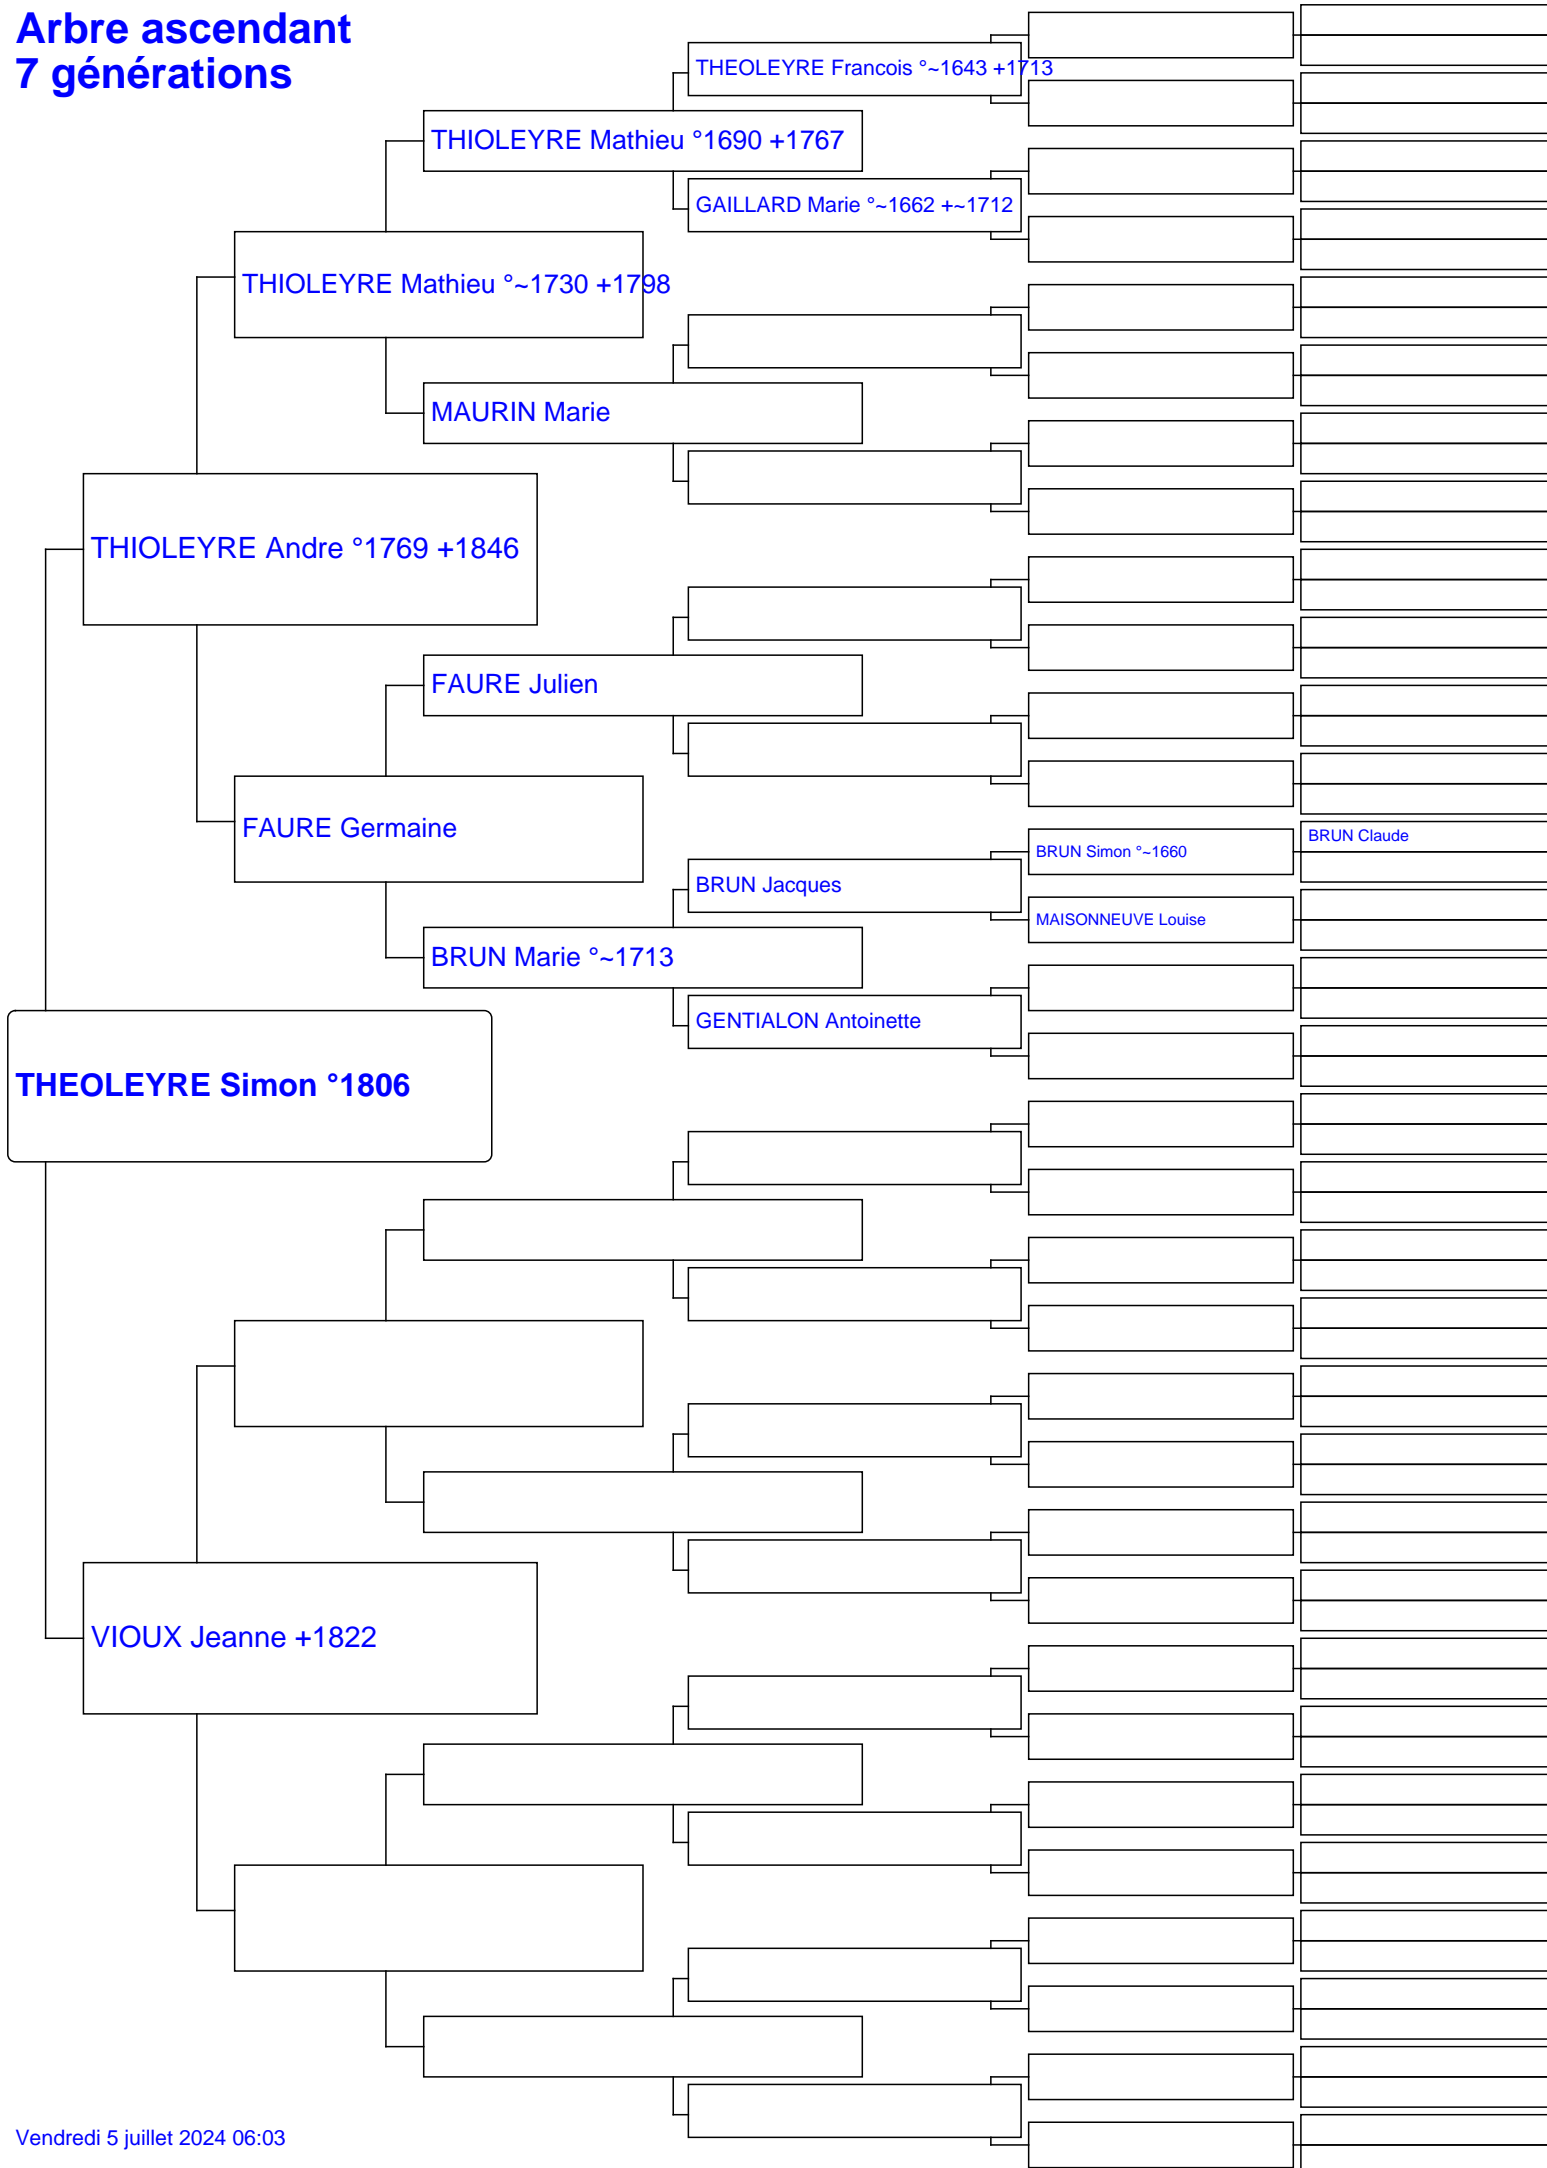 Arbre ascendant
7 générations
THEOLEYRE Francois °~1643 +1713
THIOLEYRE Mathieu °1690 +1767
GAILLARD Marie °~1662 +~1712
THIOLEYRE Mathieu °~1730 +1798
MAURIN Marie
THIOLEYRE Andre °1769 +1846
FAURE Julien
FAURE Germaine
BRUN Claude
BRUN Simon °~1660
BRUN Jacques
MAISONNEUVE Louise
BRUN Marie °~1713
GENTIALON Antoinette
THEOLEYRE Simon °1806
VIOUX Jeanne +1822
Vendredi 5 juillet 2024 06:03